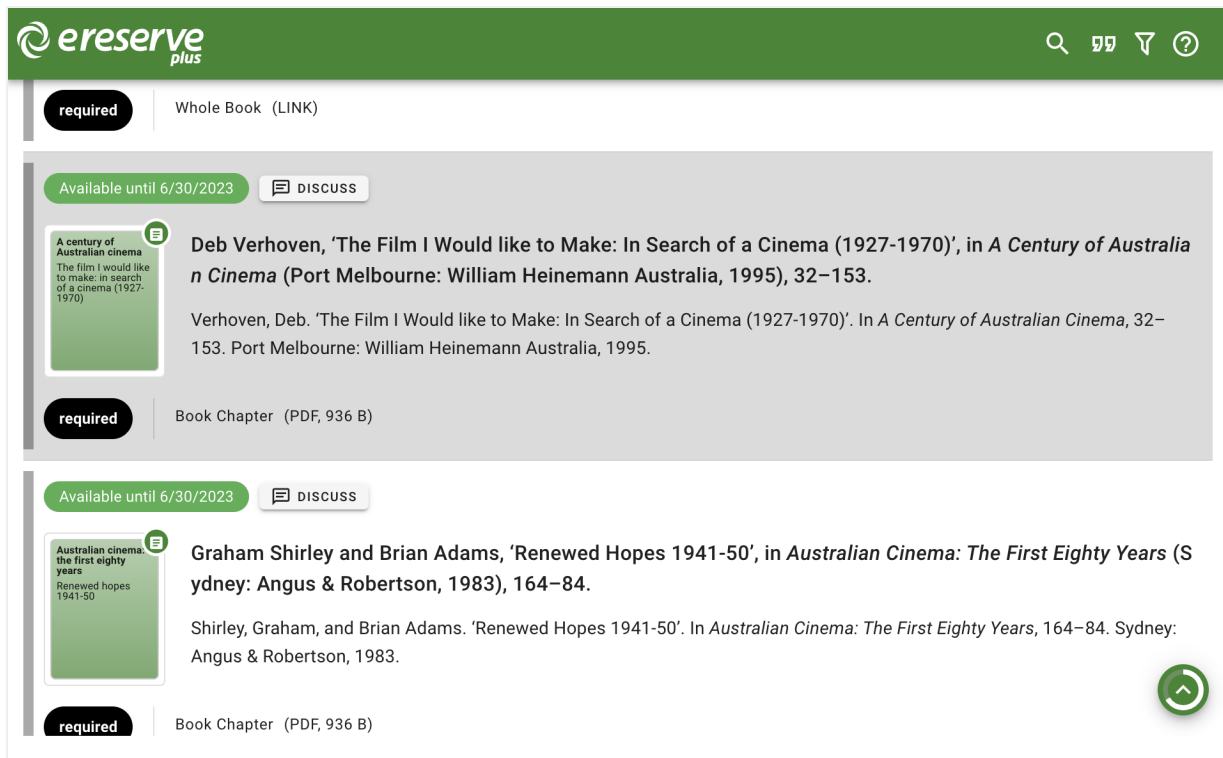 ereserve
plus
required
Whole Book (LINK)
Available until 6/30/2023
DISCUSS
A century of
Australian cinema
The film I would like
to make: in search
of a cinema (1927-
1970)
Deb Verhoven, ‘The Film I Would like to Make: In Search of a Cinema (1927-1970)’, in A Century of Australia
n Cinema (Port Melbourne: William Heinemann Australia, 1995), 32–153.
Verhoven, Deb. ‘The Film I Would like to Make: In Search of a Cinema (1927-1970)’. In A Century of Australian Cinema, 32–
153. Port Melbourne: William Heinemann Australia, 1995.
required
Book Chapter (PDF, 936 B)
Available until 6/30/2023
DISCUSS
Australian cinema:
the first eighty
years
Renewed hopes
1941-50
Graham Shirley and Brian Adams, ‘Renewed Hopes 1941-50’, in Australian Cinema: The First Eighty Years (S
ydney: Angus & Robertson, 1983), 164–84.
Shirley, Graham, and Brian Adams. ‘Renewed Hopes 1941-50’. In Australian Cinema: The First Eighty Years, 164–84. Sydney:
Angus & Robertson, 1983.
required
Book Chapter (PDF, 936 B)